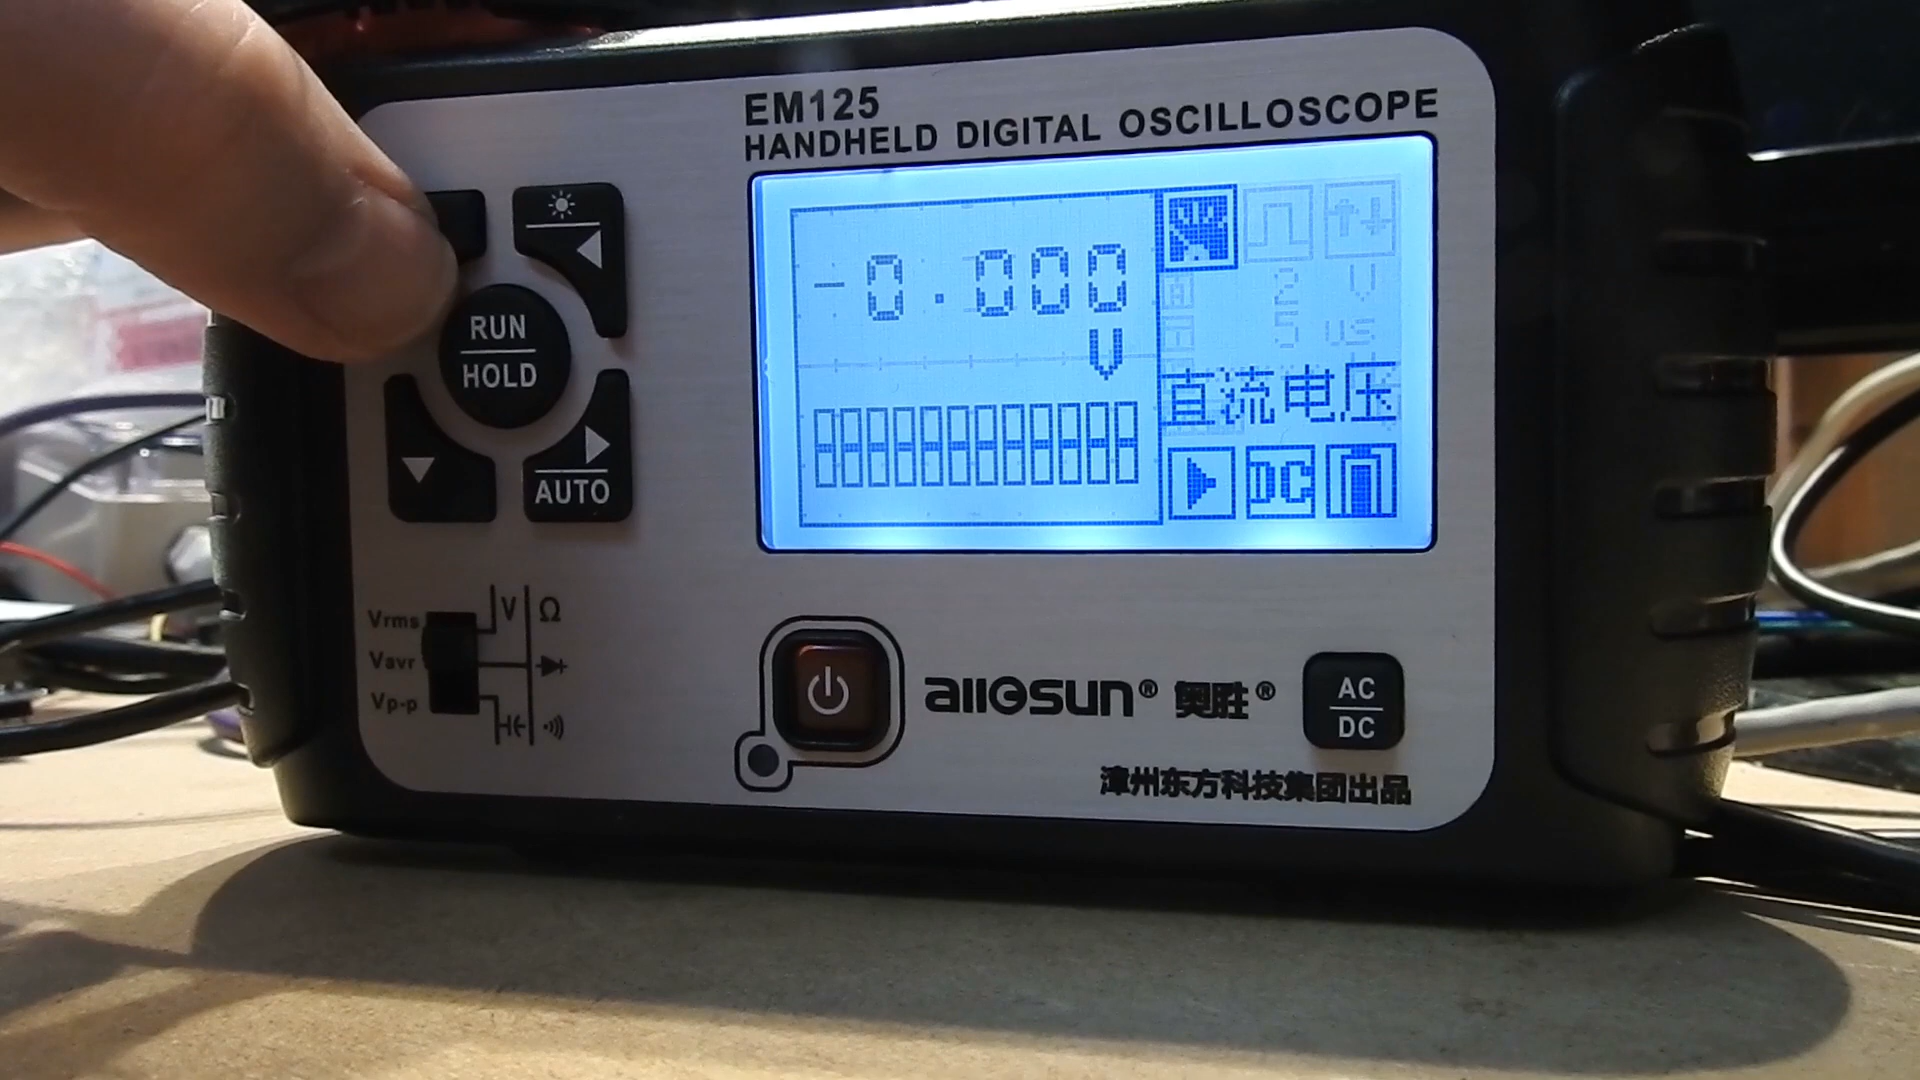 EM125
HANDHELD DIGITAL OSCILLOSCOPE
RUN
HOLD
AUTO
-0.000
V
2 V
5 us
直流电压
DC
Vrms
Vavr
Vp-p
V Ω
allosun® 奥胜®
AC
DC
漳州东方科技集团出品